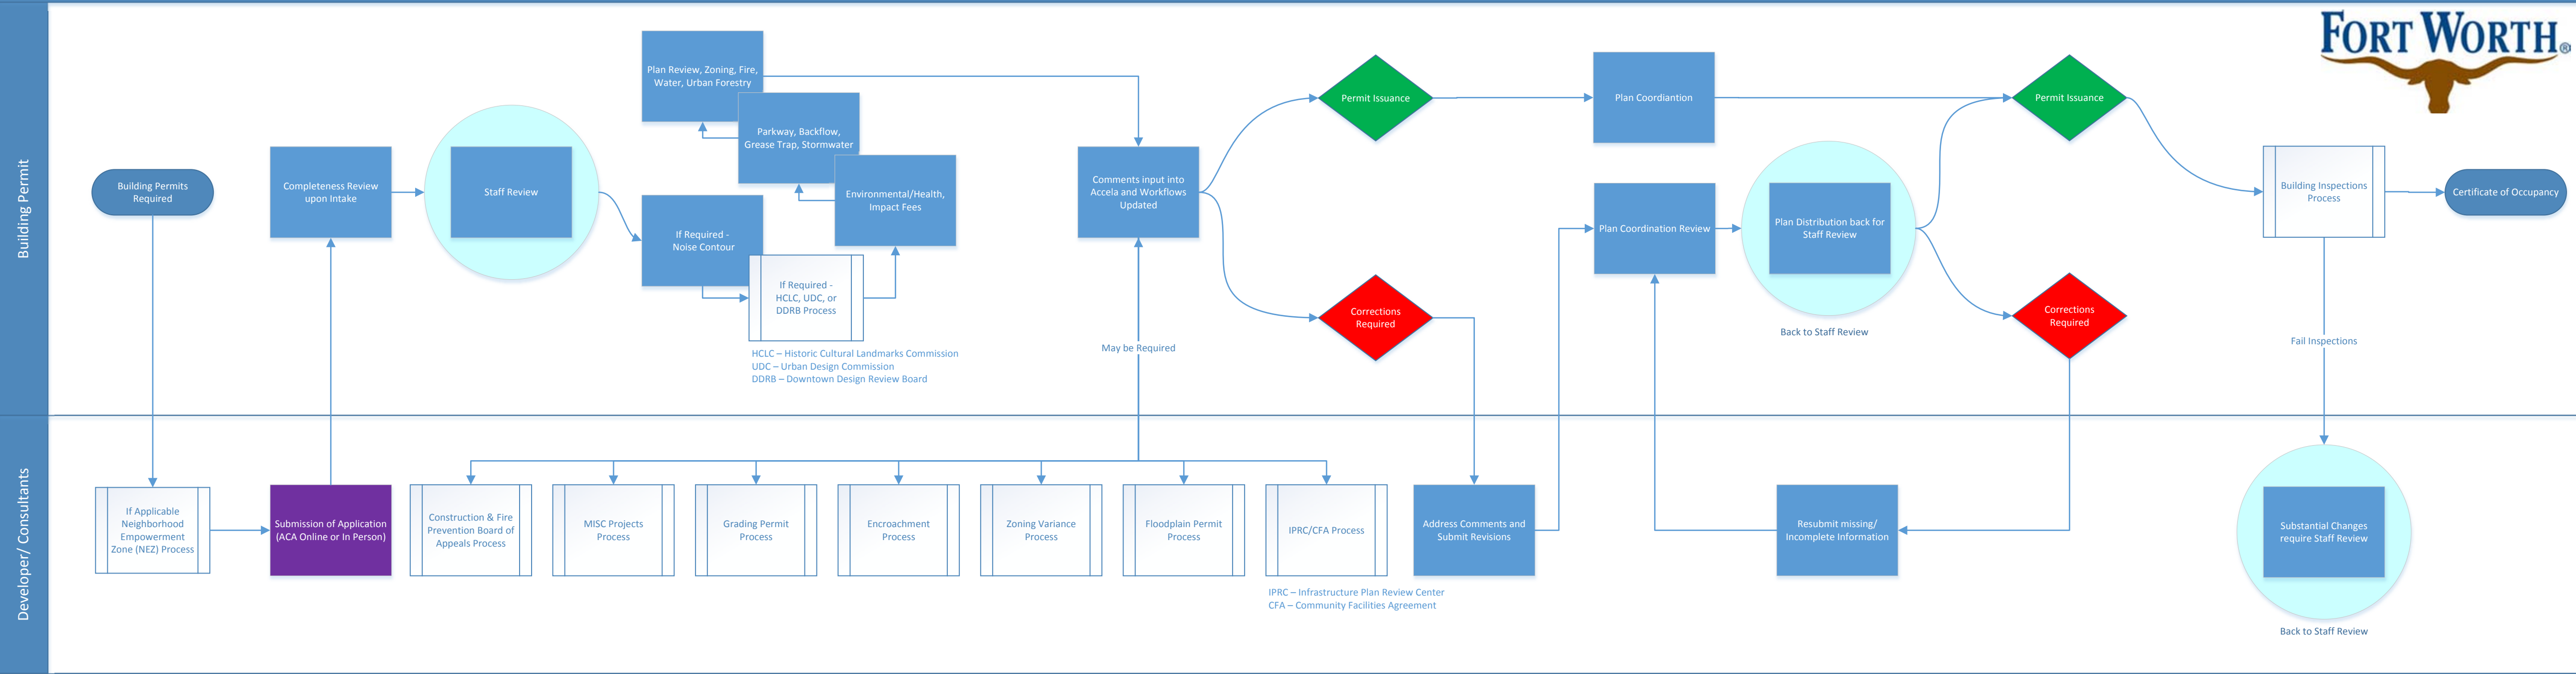 FORT WORTH®
Building Permit
Building Permits
Required
Completeness Review
upon Intake
Staff Review
Plan Review, Zoning, Fire,
Water, Urban Forestry
Parkway, Backflow,
Grease Trap, Stormwater
Environmental/Health,
Impact Fees
If Required -
Noise Contour
If Required -
HCLC, UDC, or
DDRB Process
HCLC – Historic Cultural Landmarks Commission
UDC – Urban Design Commission
DDRB – Downtown Design Review Board
Comments input into
Accela and Workflows
Updated
May be Required
Permit Issuance
Corrections
Required
Plan Coordiantion
Plan Coordination Review
Plan Distribution back for
Staff Review
Back to Staff Review
Permit Issuance
Corrections
Required
Building Inspections
Process
Certificate of Occupancy
Fail Inspections
Developer/ Consultants
If Applicable
Neighborhood
Empowerment
Zone (NEZ) Process
Submission of Application
(ACA Online or In Person)
Construction & Fire
Prevention Board of
Appeals Process
MISC Projects
Process
Grading Permit
Process
Encroachment
Process
Zoning Variance
Process
Floodplain Permit
Process
IPRC/CFA Process
IPRC – Infrastructure Plan Review Center
CFA – Community Facilities Agreement
Address Comments and
Submit Revisions
Resubmit missing/
Incomplete Information
Substantial Changes
require Staff Review
Back to Staff Review